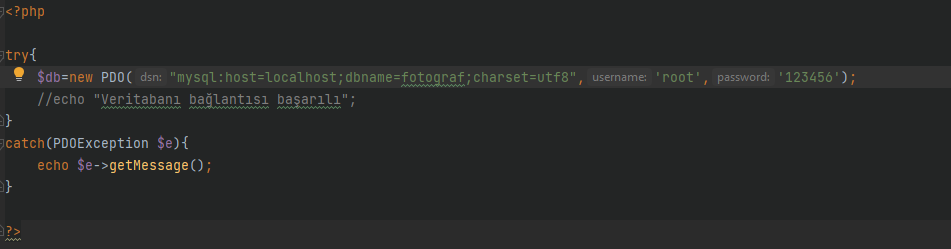 <?php
try{
$db=new PDO( dsn: "mysql:host=localhost;dbname=fotograf;charset=utf8", username: 'root', password: '123456');
//echo "Veritabanı bağlantısı başarılı";
}
catch(PDOException $e){
echo $e->getMessage();
}
?>